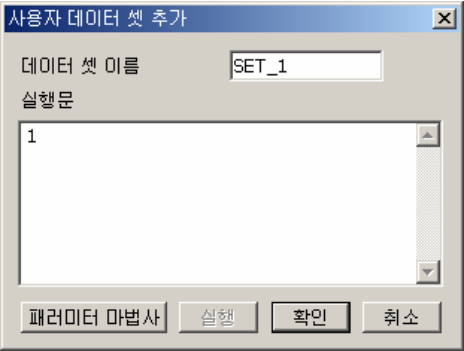 사용자 데이터 셋 추가
데이터 셋 이름 SET_1
실행문
1
패러미터 마법사 실행 확인 취소